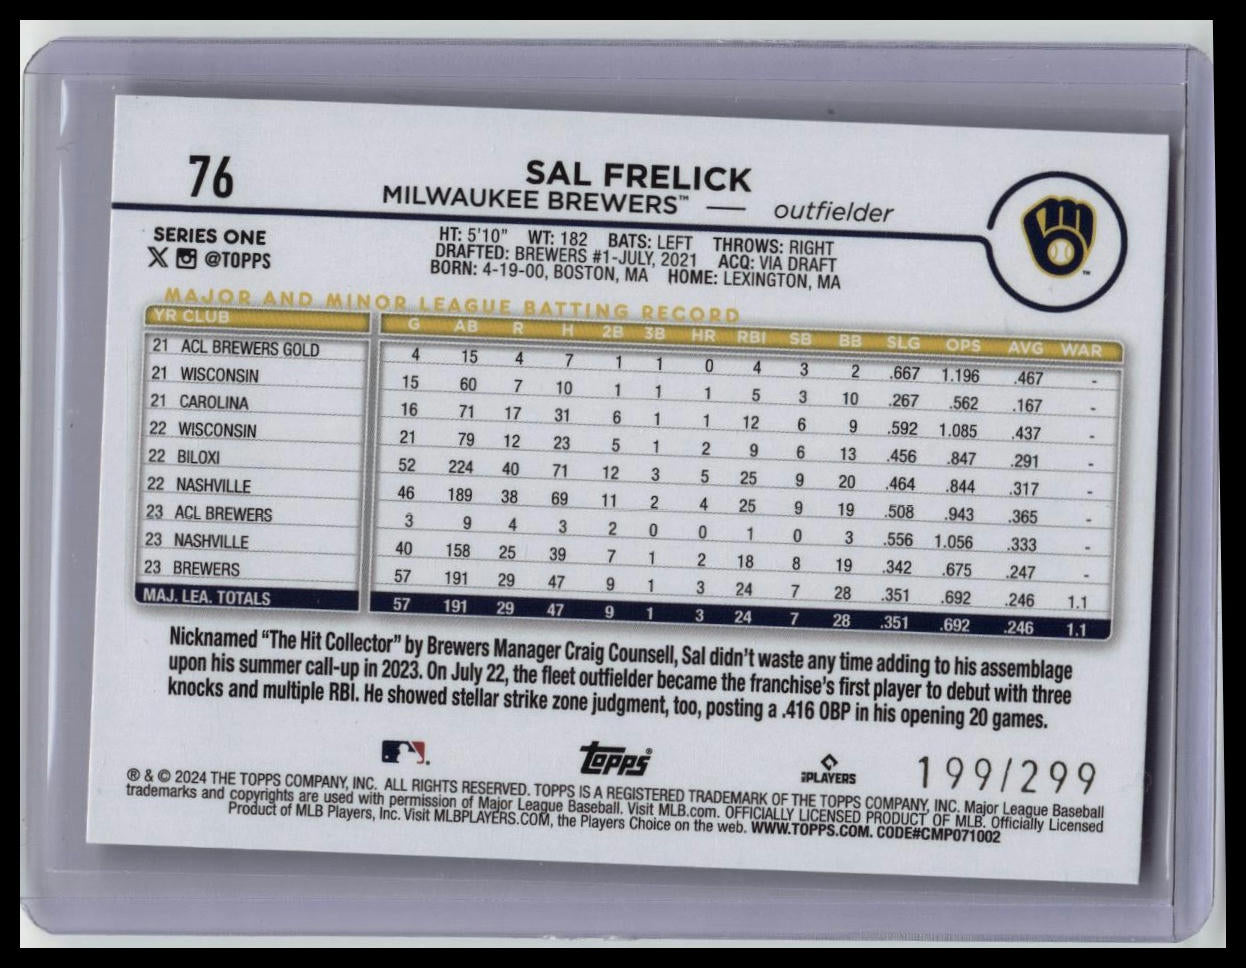 76
SAL FRELICK
MILWAUKEE BREWERS™ — outfielder
SERIES ONE
@TOPPS
HT: 5'10" WT: 182 BATS: LEFT THROWS: RIGHT
DRAFTED: BREWERS #1-JULY, 2021 ACQ: VIA DRAFT
BORN: 4-19-00, BOSTON, MA HOME: LEXINGTON, MA
MAJOR AND MINOR LEAGUE BATTING RECORD
YR CLUB G AB R H 2B 3B HR RBI SB BB SLG OPS AVG WAR
21 ACL BREWERS GOLD 4 15 4 7 1 1 0 4 3 2 .667 1.196 .467 -
21 WISCONSIN 15 60 7 10 1 1 1 5 3 10 .267 .562 .167 -
21 CAROLINA 16 71 17 31 6 1 1 12 6 9 .592 1.085 .437 -
22 WISCONSIN 21 79 12 23 5 1 2 9 6 13 .456 .847 .291 -
22 BILOXI 52 224 40 71 12 3 5 25 9 20 .464 .844 .317 -
22 NASHVILLE 46 189 38 69 11 2 4 25 9 19 .508 .943 .365 -
23 ACL BREWERS 3 9 4 3 2 0 0 1 0 3 .556 1.056 .333 -
23 NASHVILLE 40 158 25 39 7 1 2 18 8 19 .342 .675 .247 -
23 BREWERS 57 191 29 47 9 1 3 24 7 28 .351 .692 .246 1.1
MAJ. LEA. TOTALS 57 191 29 47 9 1 3 24 7 28 .351 .692 .246 1.1
Nicknamed "The Hit Collector" by Brewers Manager Craig Counsell, Sal didn't waste any time adding to his assemblage
upon his summer call-up in 2023. On July 22, the fleet outfielder became the franchise's first player to debut with three
knocks and multiple RBI. He showed stellar strike zone judgment, too, posting a .416 OBP in his opening 20 games.
topps®
MLB PLAYERS
199/299
® & © 2024 THE TOPPS COMPANY, INC. ALL RIGHTS RESERVED. TOPPS IS A REGISTERED TRADEMARK OF THE TOPPS COMPANY, INC. Major League Baseball
trademarks and copyrights are used with permission of Major League Baseball. Visit MLB.com. OFFICIALLY LICENSED PRODUCT OF MLB. Officially Licensed
Product of MLB Players, Inc. Visit MLBPLAYERS.COM, the Players Choice on the web. WWW.TOPPS.COM. CODE#CMP071002